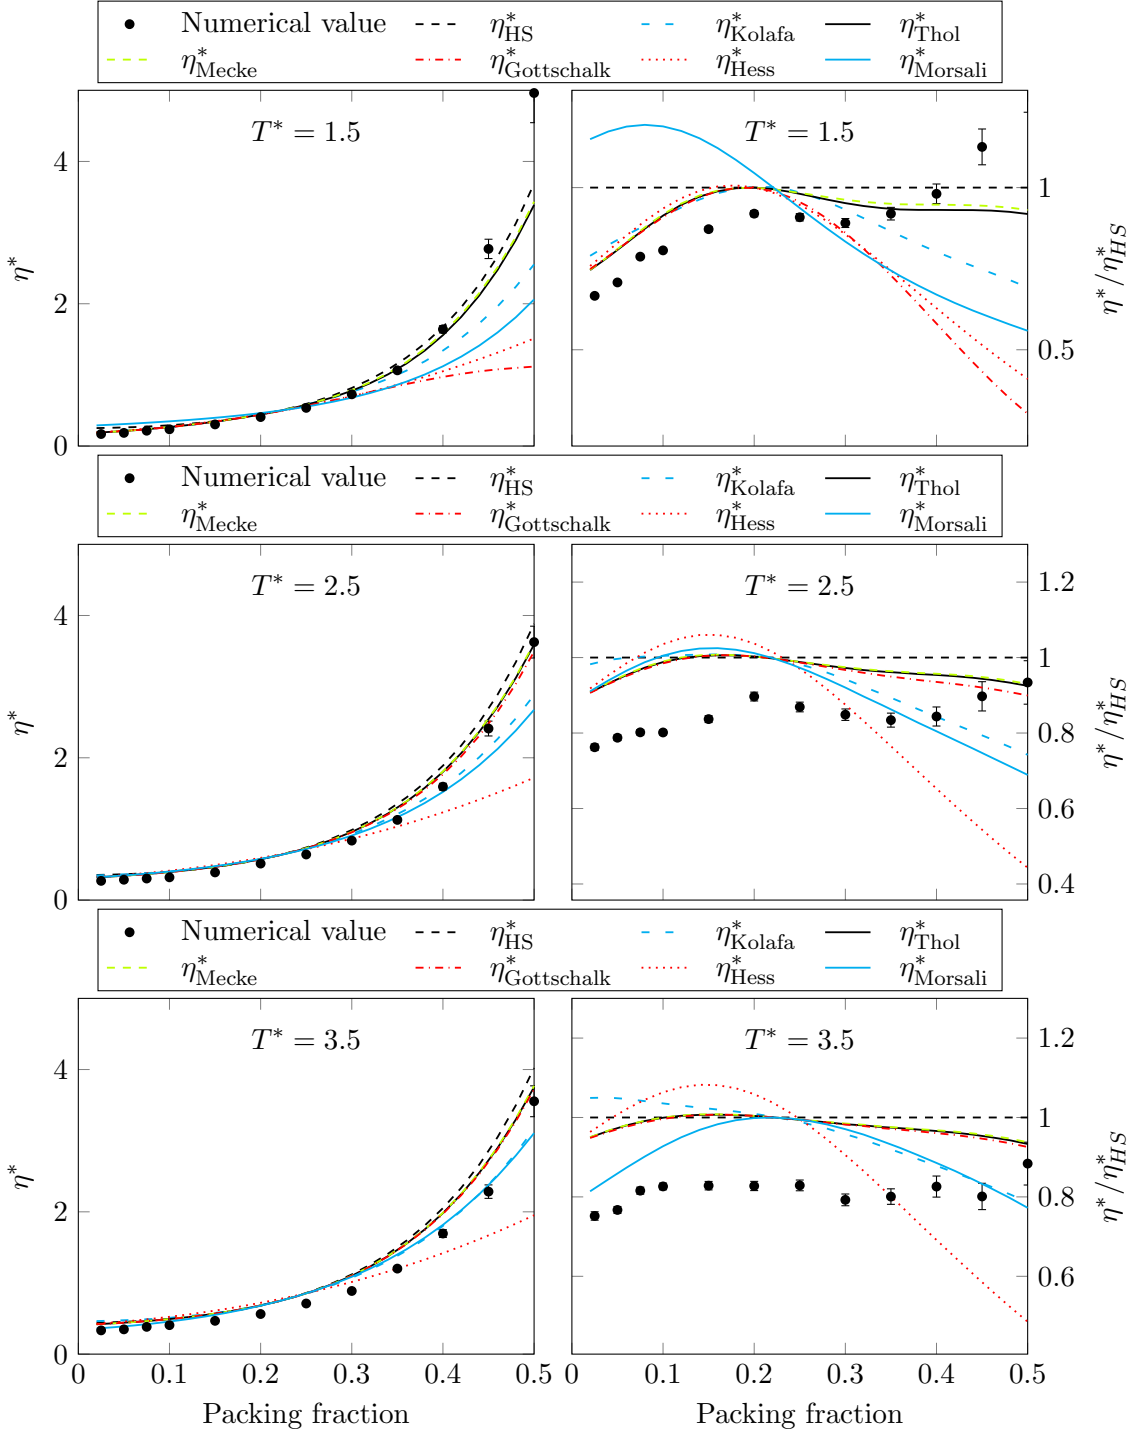 Numerical value η*HS η*Kolafa η*Thol
η*Mecke η*Gottschalk η*Hess η*Morsali
T* = 1.5
η*
4
2
0
T* = 1.5
1
0.5
η*/η*HS
Numerical value η*HS η*Kolafa η*Thol
η*Mecke η*Gottschalk η*Hess η*Morsali
T* = 2.5
η*
4
2
0
T* = 2.5
1.2
1
0.8
0.6
0.4
η*/η*SH
Numerical value η*HS η*Kolafa η*Thol
η*Mecke η*Gottschalk η*Hess η*Morsali
T* = 3.5
η*
4
2
0
0 0.1 0.2 0.3 0.4 0.5
Packing fraction
T* = 3.5
1.2
1
0.8
0.6
η*/η*SH
0 0.1 0.2 0.3 0.4 0.5
Packing fraction